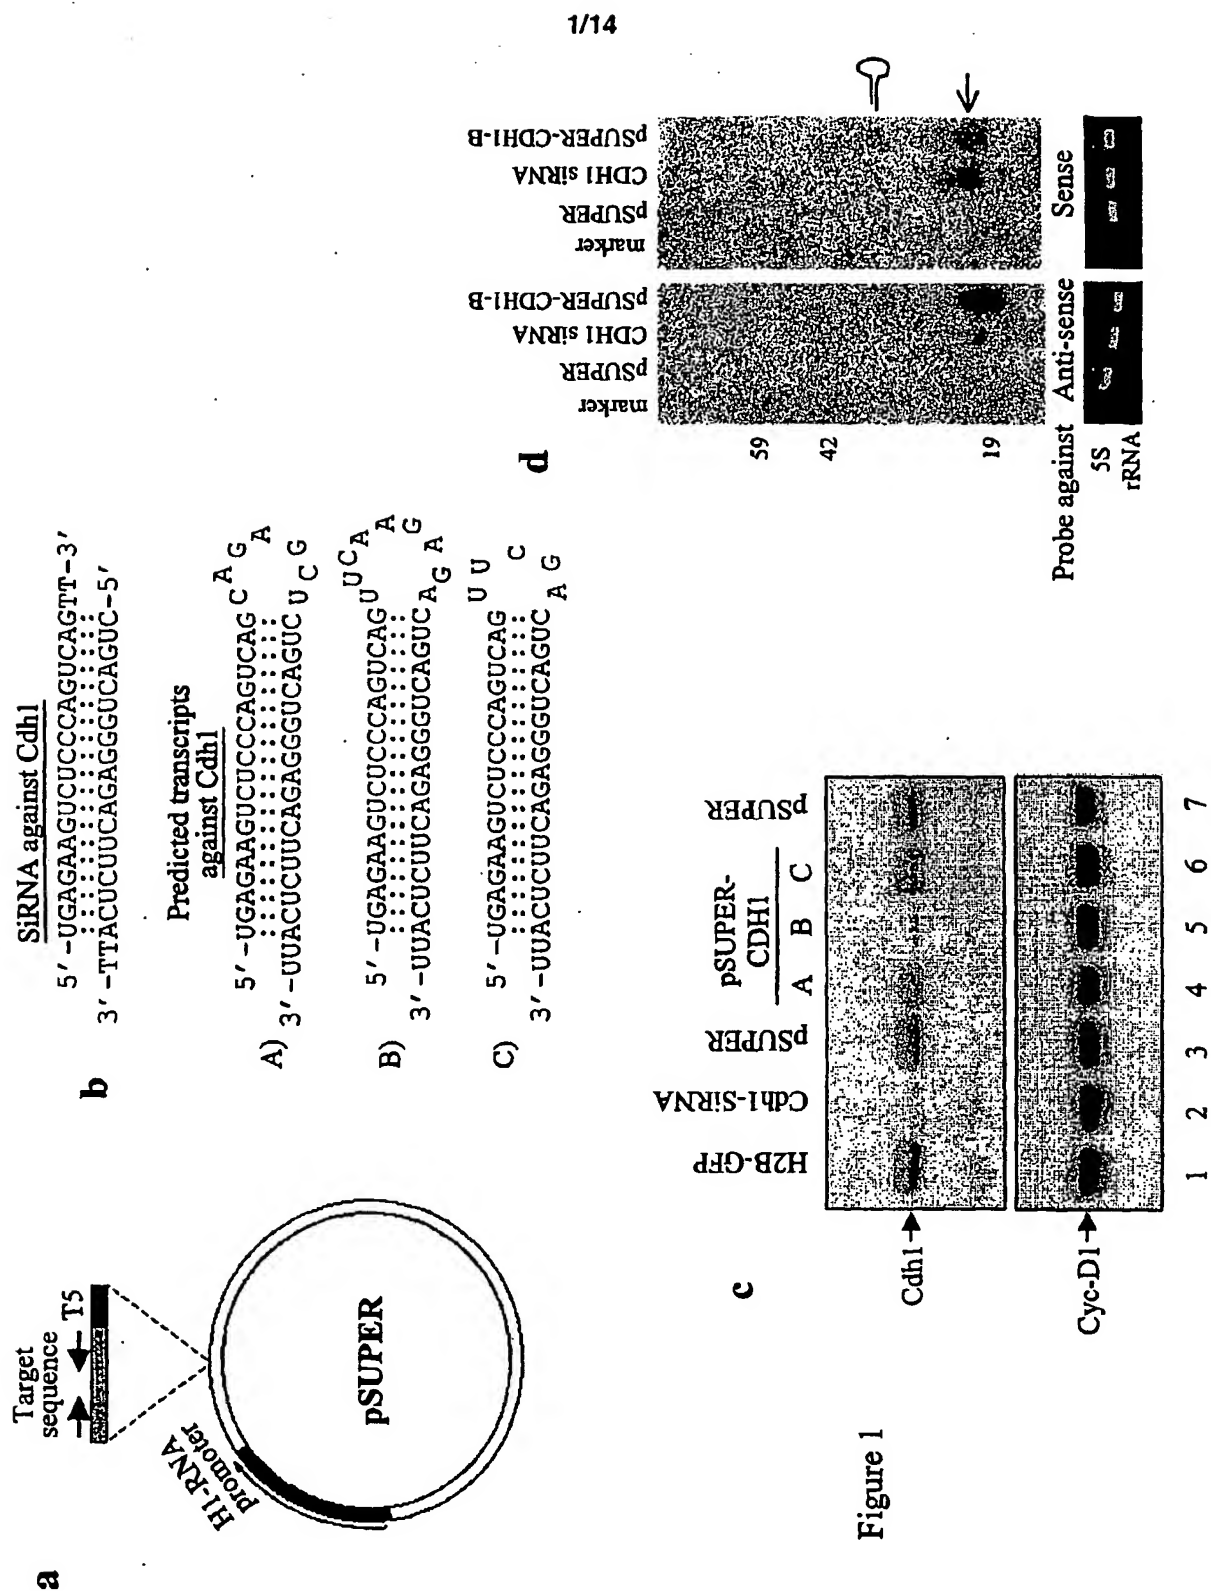 1/14
a
Target
sequence
T5
H1-RNA
promoter
pSUPER
b
SiRNA against Cdh1
5'-UGAGAAGUCUCCCAGUCAGTT-3'
3'-TTACUCUUCAGAGGGUCAGUC-5'
Predicted transcripts
against Cdh1
A)
5'-UGAGAAGUCUCCCAGUCAG C A G A
3'-UUACUCUUCAGAGGGUCAGUC U C G
B)
5'-UGAGAAGUCUCCCAGUCAG U U C A A G
3'-UUACUCUUCAGAGGGUCAGUC A G A
C)
5'-UGAGAAGUCUCCCAGUCAG U U C
3'-UUACUCUUCAGAGGGUCAGUC A G
c
H2B-GFP
Cdh1-SiRNA
pSUPER
pSUPER-
CDH1
A B C
pSUPER
Cdh1
Cyc-D1
1 2 3 4 5 6 7
d
marker
pSUPER
CDH1 siRNA
pSUPER-CDH1-B
marker
pSUPER
CDH1 siRNA
pSUPER-CDH1-B
59
42
19
Probe against Anti-sense Sense
5S
rRNA
Figure 1